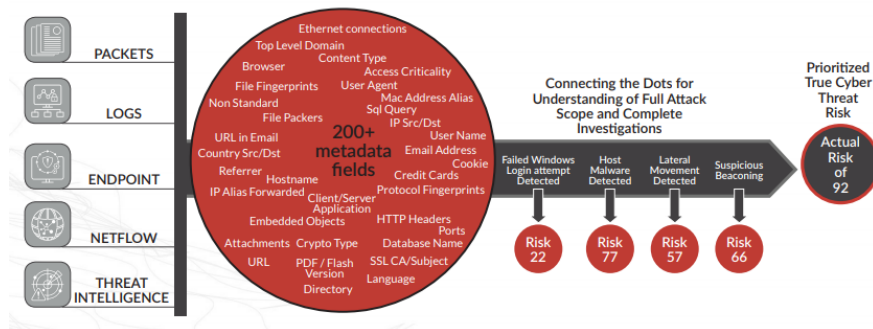 PACKETS
LOGS
ENDPOINT
NETFLOW
THREAT
INTELLIGENCE
Ethernet connections
Top Level Domain
Content Type
Browser
Access Criticality
File Fingerprints
User Agent
Mac Address Alias
Non Standard
Sql Query
File Packers
IP Src/Dst
200+
metadata
fields
User Name
URL in Email
Email Address
Country Src/Dst
Cookie
Referrer
Credit Cards
Hostname
IP Alias Forwarded
Protocol Fingerprints
Client/Server
Application
Embedded Objects
HTTP Headers
Ports
Attachments
Crypto Type
Database Name
URL
PDF / Flash
Version
SSL CA/Subject
Language
Directory
Connecting the Dots for
Understanding of Full Attack
Scope and Complete
Investigations
Failed Windows
Login attempt
Detected
Host
Malware
Detected
Lateral
Movement
Detected
Suspicious
Beaconing
Risk
22
Risk
77
Risk
57
Risk
66
Prioritized
True Cyber
Threat
Risk
Actual
Risk
of
92